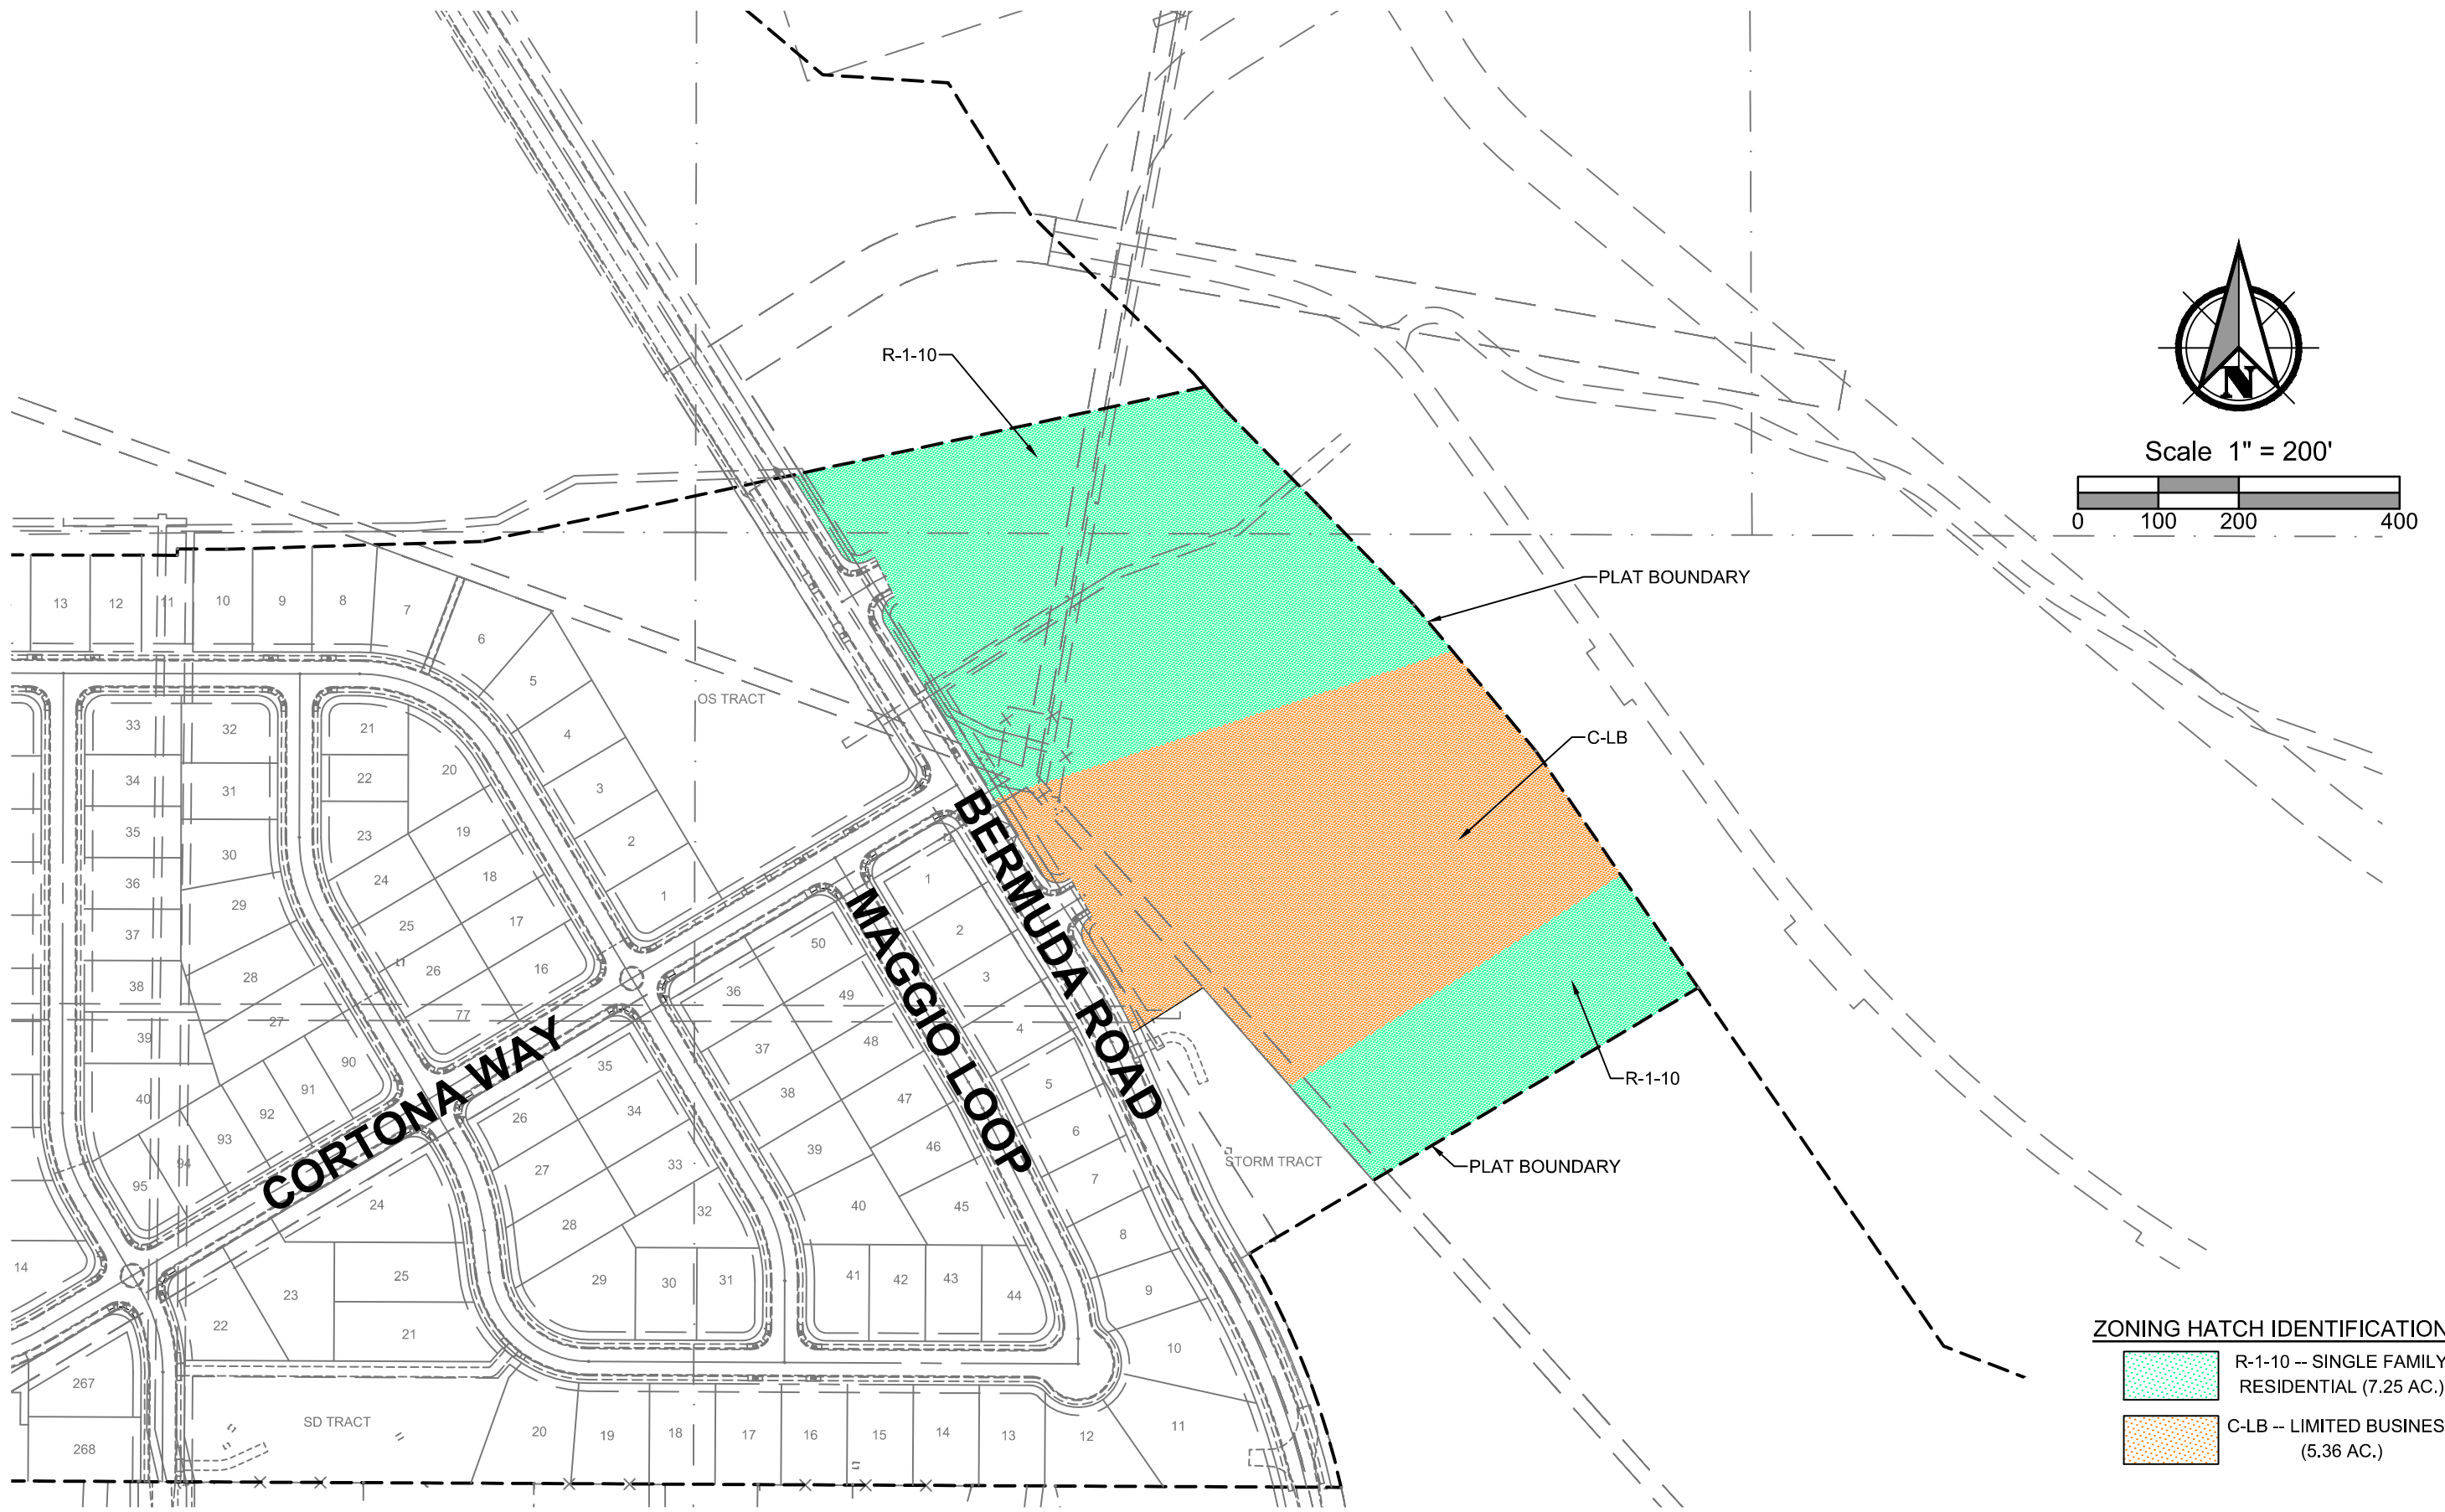 R-1-10
N
Scale 1" = 200'
0 100 200 400
PLAT BOUNDARY
C-LB
R-1-10
PLAT BOUNDARY
OS TRACT
STORM TRACT
SD TRACT
BERMUDA ROAD
MAGGIO LOOP
CORTONA WAY
13 12 11 10 9 8 7 6 5 4 3 2 1
33 34 35 36 37 38 39 40
32 31 30 29 28 27
21 22 23 24 25 26
20 19 18 17 16 77
90 91 92 93 94 95
14
22 23 24 25 21
26 27 28 29 30 31 32 33 34 35
36 37 38 39 40 41 42 43 44 45 46 47 48 49 50
1 2 3 4 5 6 7 8 9 10 11 12
20 19 18 17 16 15 14 13
267
268
ZONING HATCH IDENTIFICATION
R-1-10 -- SINGLE FAMILY
RESIDENTIAL (7.25 AC.)
C-LB -- LIMITED BUSINES
(5.36 AC.)